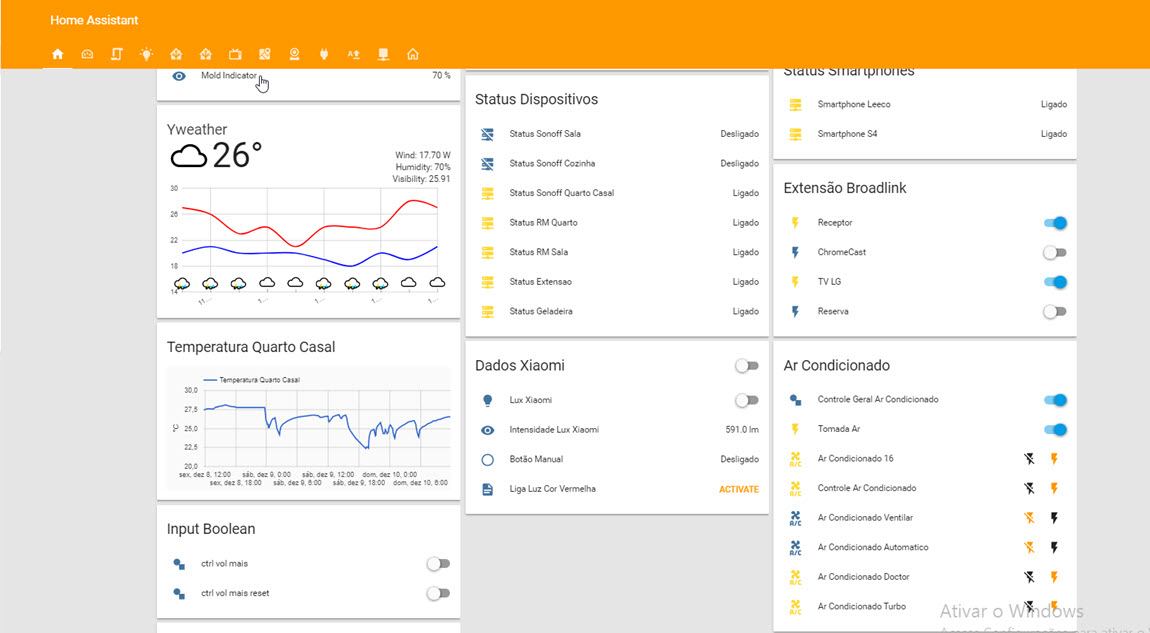 Home Assistant
Mold Indicator 70 %
Yweather
26°
Wind: 17.70 W
Humidity: 70%
Visibility: 25.91
30
26
22
18
14
11...
1...
1...
1...
1...
Temperatura Quarto Casal
Temperatura Quarto Casal
°C
30,0
27,5
25,0
22,5
20,0
sex, dez 8, 12:00 sáb, dez 9, 0:00 sáb, dez 9, 12:00 dom, dez 10, 0:00
sex, dez 8, 18:00 sáb, dez 9, 6:00 sáb, dez 9, 18:00 dom, dez 10, 6:00
Input Boolean
ctrl vol mais
ctrl vol mais reset
Status Dispositivos
Status Sonoff Sala Desligado
Status Sonoff Cozinha Desligado
Status Sonoff Quarto Casal Ligado
Status RM Quarto Ligado
Status RM Sala Ligado
Status Extensao Ligado
Status Geladeira Ligado
Dados Xiaomi
Lux Xiaomi
Intensidade Lux Xiaomi 591.0 lm
Botão Manual Desligado
Liga Luz Cor Vermelha ACTIVATE
Status Smartphones
Smartphone Leeco Ligado
Smartphone S4 Ligado
Extensão Broadlink
Receptor
ChromeCast
TV LG
Reserva
Ar Condicionado
Controle Geral Ar Condicionado
Tomada Ar
A/C Ar Condicionado 16
A/C Controle Ar Condicionado
A/C Ar Condicionado Ventilar
A/C Ar Condicionado Automatico
A/C Ar Condicionado Doctor
A/C Ar Condicionado Turbo
Ativar o Windows